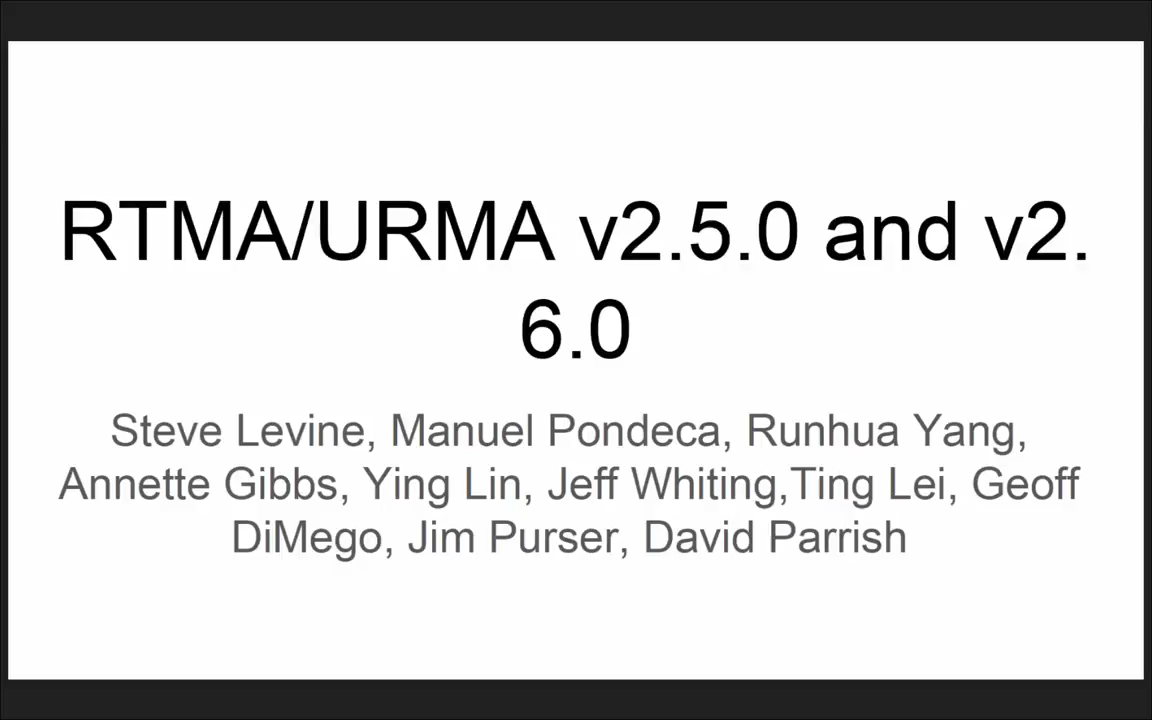 RTMA/URMA v2.5.0 and v2.
6.0
Steve Levine, Manuel Pondeca, Runhua Yang,
Annette Gibbs, Ying Lin, Jeff Whiting,Ting Lei, Geoff
DiMego, Jim Purser, David Parrish